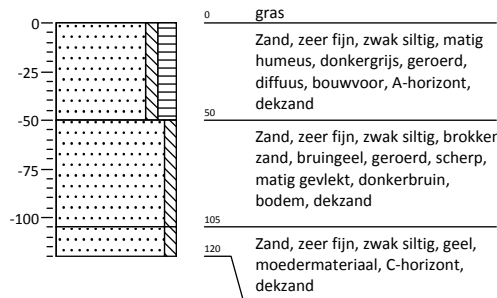 0
gras
0
Zand, zeer fijn, zwak siltig, matig
humeus, donkergrijs, geroerd,
diffuus, bouwvoor, A-horizont,
dekzand
-25
-50
50
Zand, zeer fijn, zwak siltig, brokken
zand, bruingeel, geroerd, scherp,
matig gevlekt, donkerbruin,
bodem, dekzand
-75
-100
105
Zand, zeer fijn, zwak siltig, geel,
moedermateriaal, C-horizont,
dekzand
120